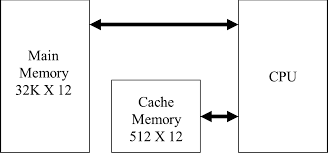 Main
Memory
32K X 12
Cache
Memory
512 X 12
CPU